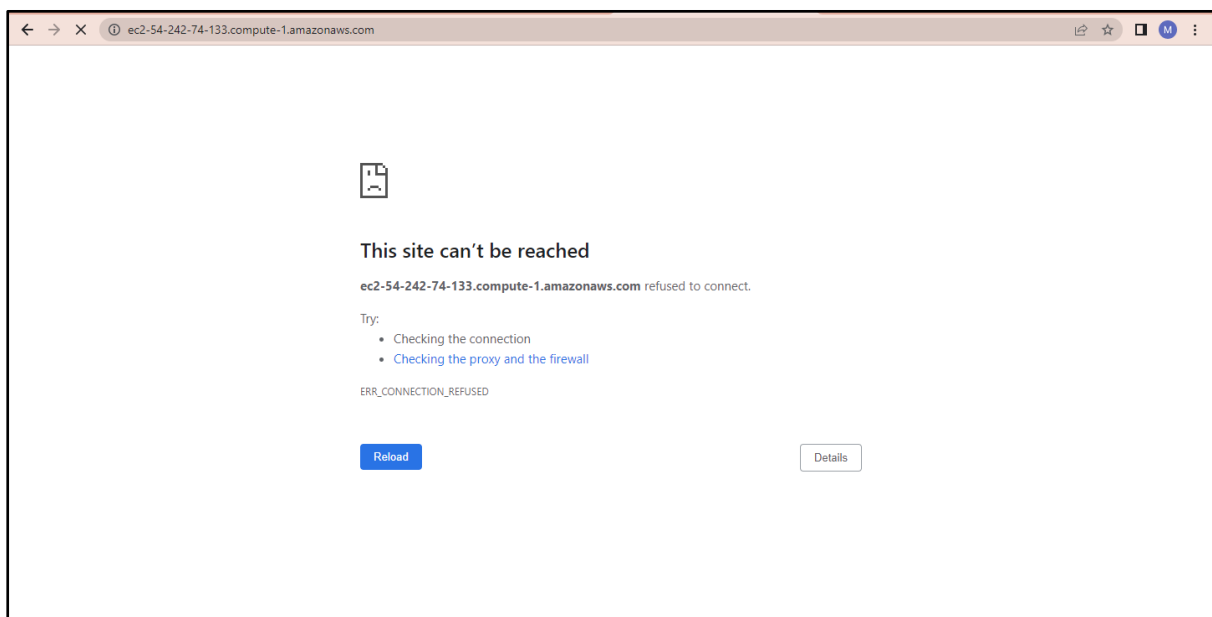 ec2-54-242-74-133.compute-1.amazonaws.com
M
This site can’t be reached
ec2-54-242-74-133.compute-1.amazonaws.com refused to connect.
Try:
• Checking the connection
• Checking the proxy and the firewall
ERR_CONNECTION_REFUSED
Reload
Details